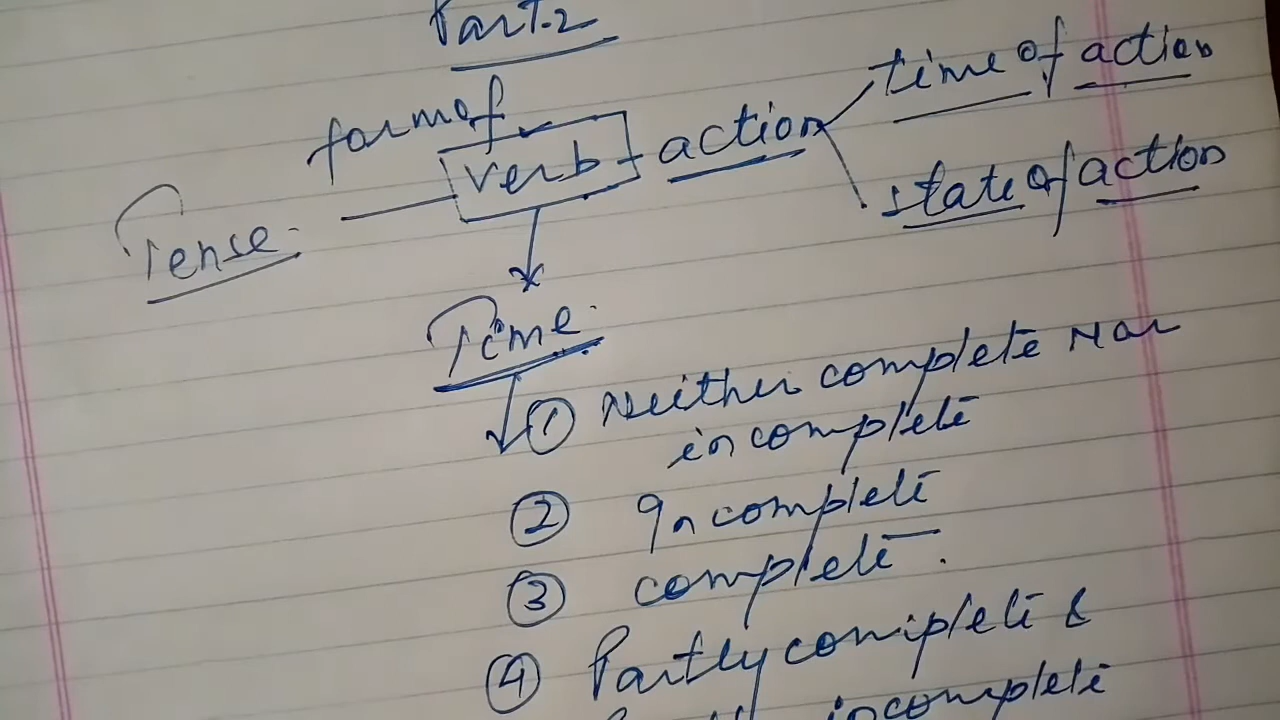 Part-2
form of
Tense. verb action
time of action
state of action
Time.
① Neither complete Nor
incomplete
② Incomplete
③ complete.
④ Partly complete &
incomplete